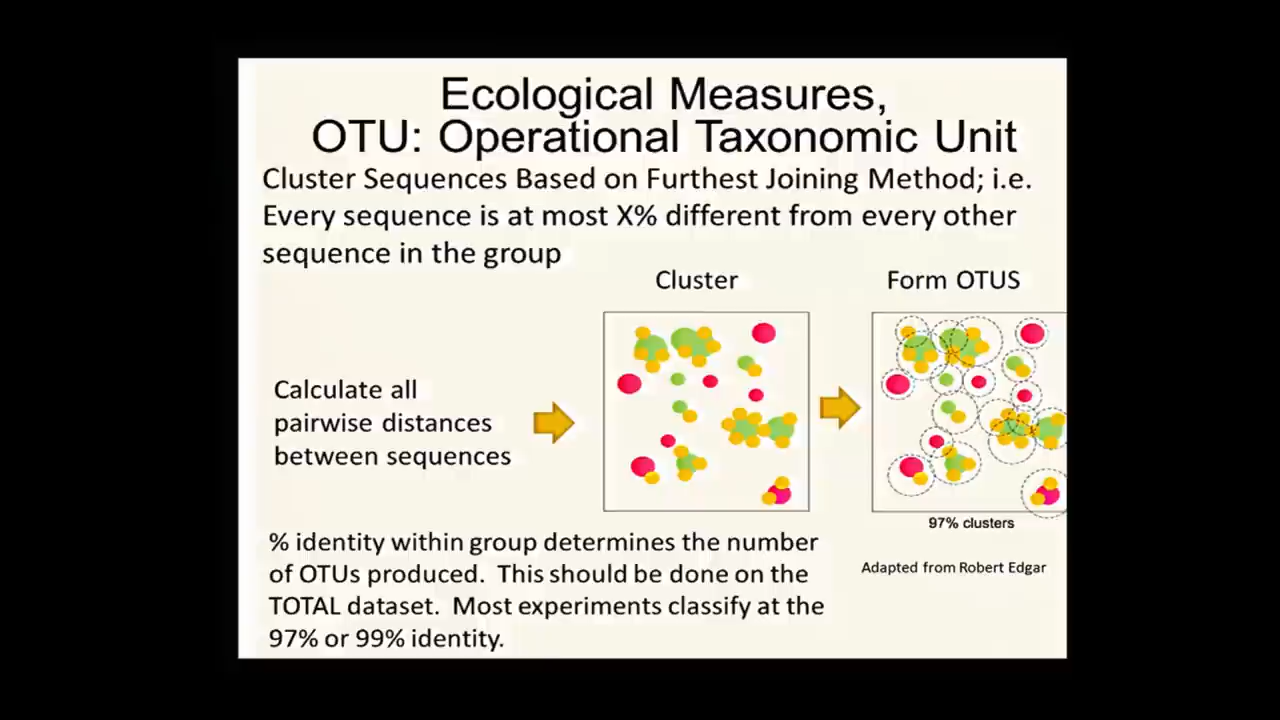 Ecological Measures,
OTU: Operational Taxonomic Unit
Cluster Sequences Based on Furthest Joining Method; i.e.
Every sequence is at most X% different from every other
sequence in the group
Cluster
Form OTUS
Calculate all
pairwise distances
between sequences
97% clusters
% identity within group determines the number
of OTUs produced. This should be done on the
TOTAL dataset. Most experiments classify at the
97% or 99% identity.
Adapted from Robert Edgar